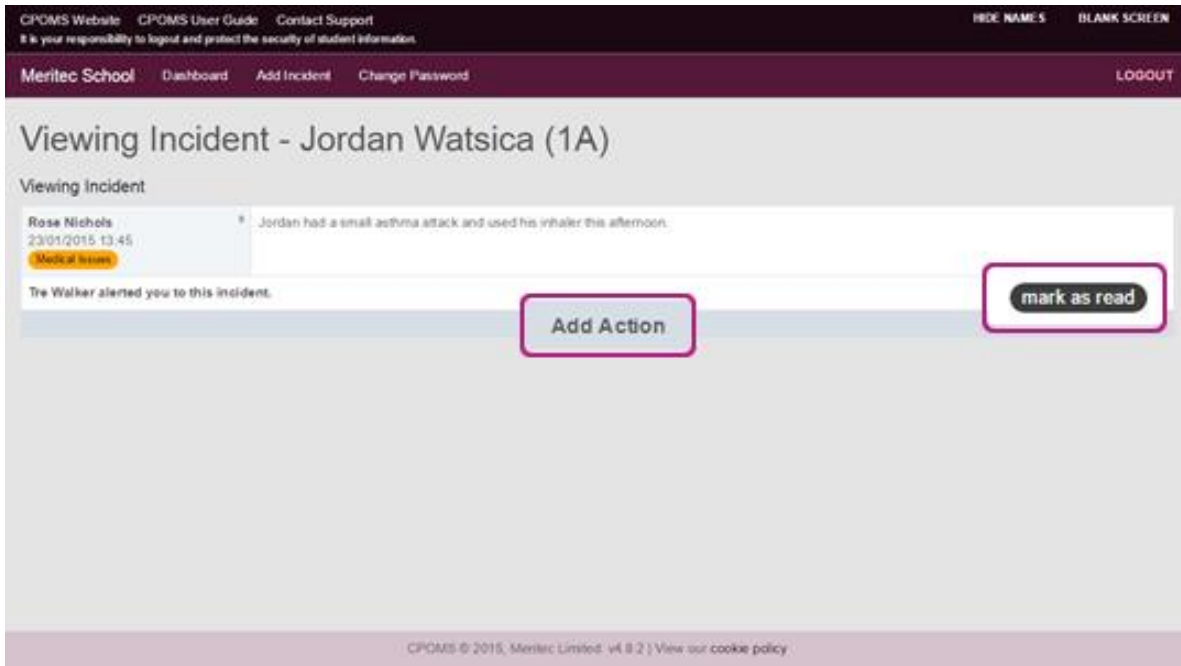 CPOMS Website CPOMS User Guide Contact Support HIDE NAMES BLANK SCREEN
It is your responsibility to logout and protect the security of student information.
Meritec School Dashboard Add Incident Change Password LOGOUT
Viewing Incident - Jordan Watsica (1A)
Viewing Incident
Rose Nichols
23/01/2015 13:45
Medical Issues
Jordan had a small asthma attack and used his inhaler this afternoon.
Tre Walker alerted you to this incident.
mark as read
Add Action
CPOMS © 2015, Meritec Limited. v4.8.2 | View our cookie policy